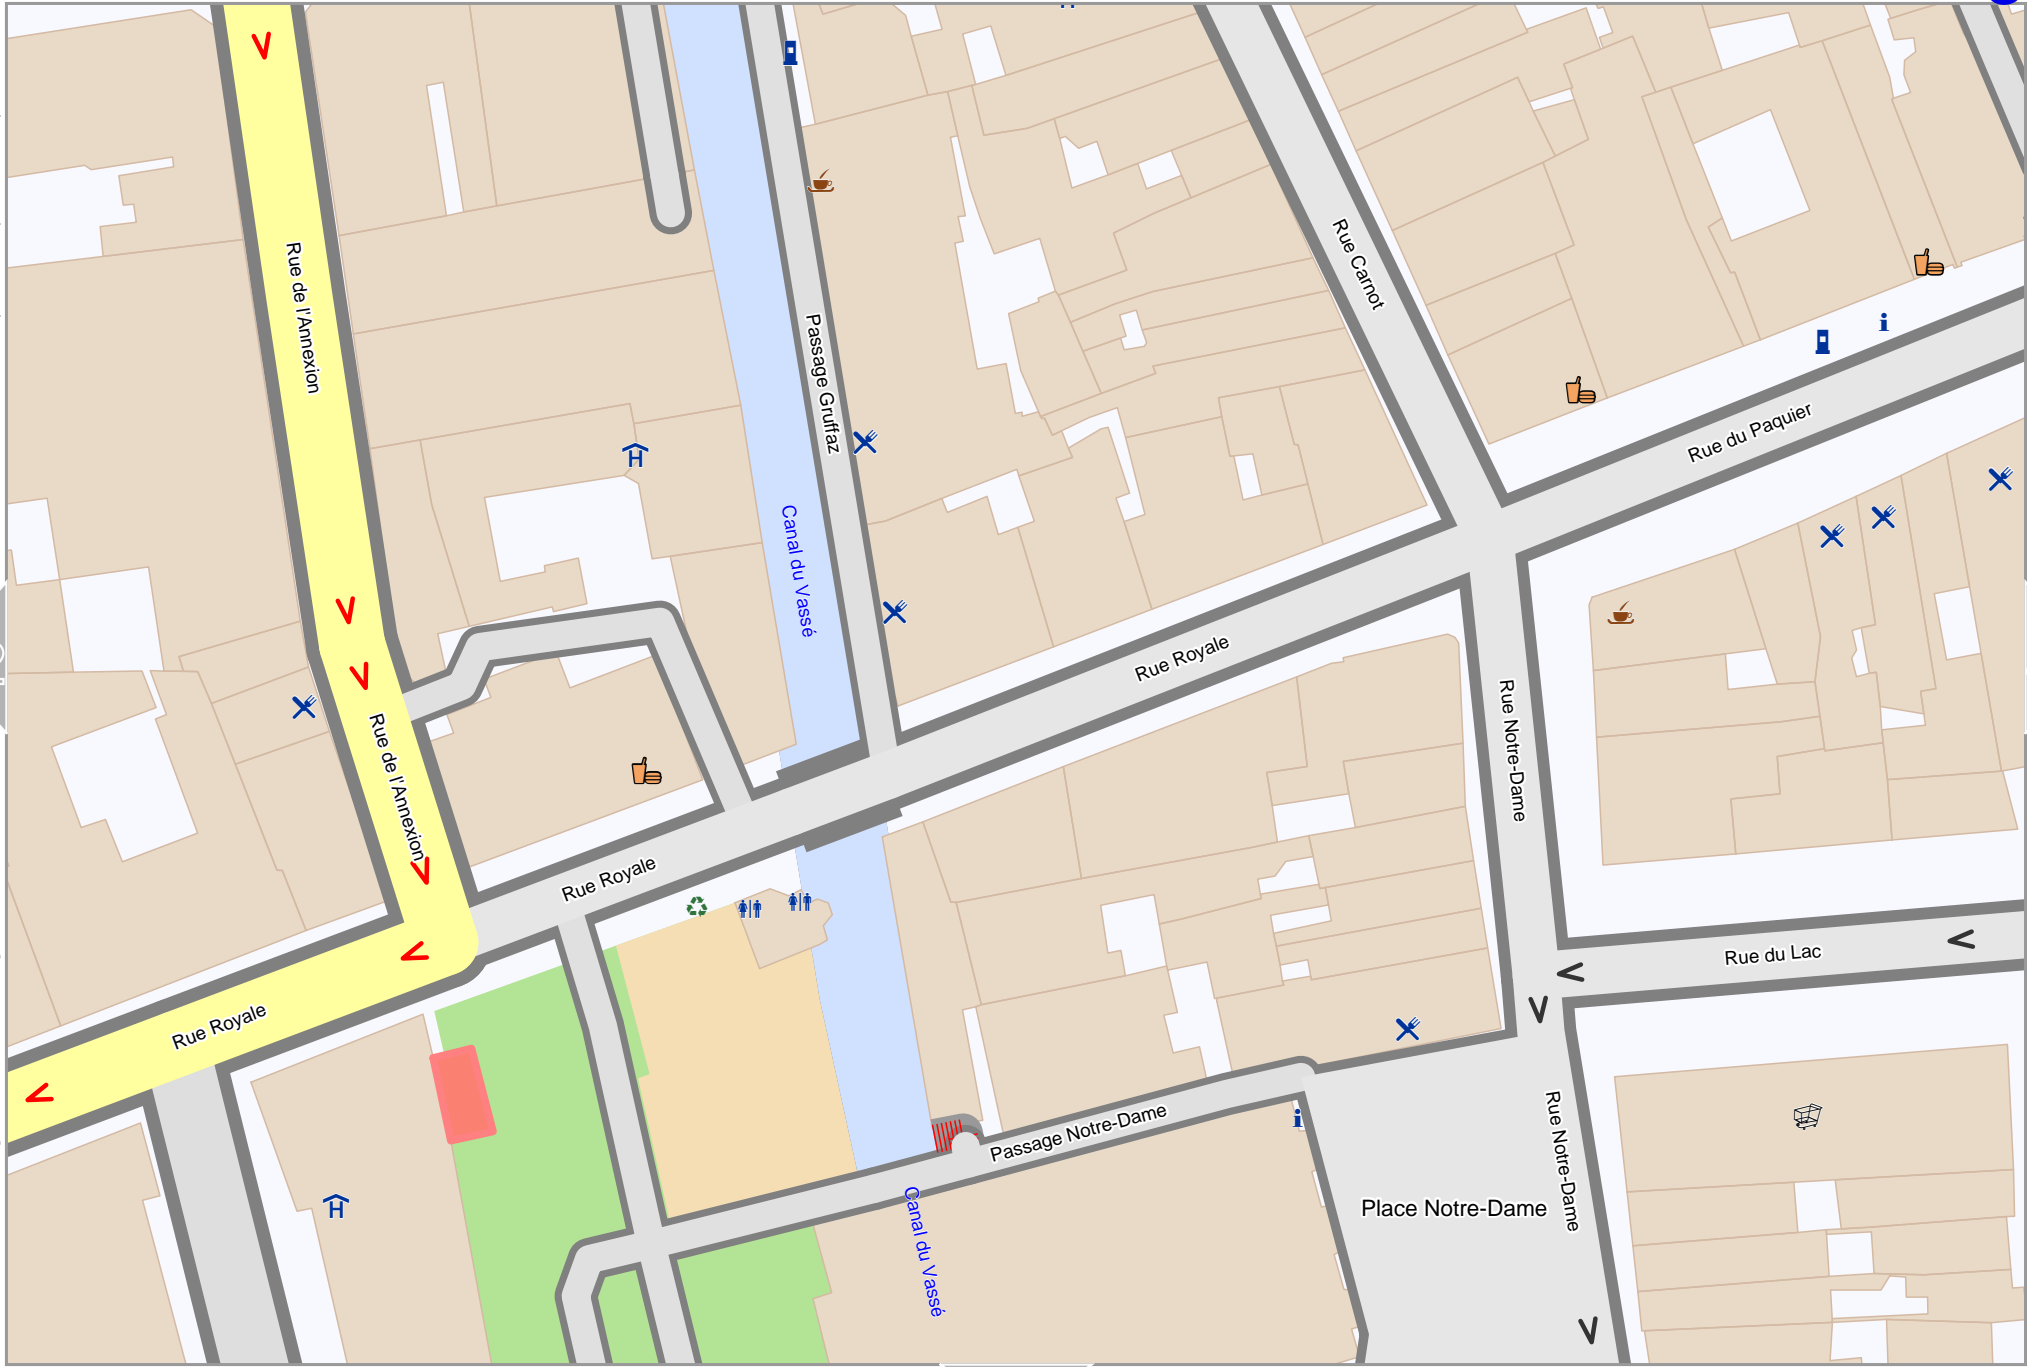 Rue de l'Annexion
Rue Carnot
Passage Gruffaz
Rue du Paquier
Canal du Vassé
Rue Royale
Rue de l'Annexion
Rue Notre-Dame
Rue Royale
Rue du Lac
Rue Royale
Passage Notre-Dame
Rue Notre-Dame
Place Notre-Dame
Canal du Vassé